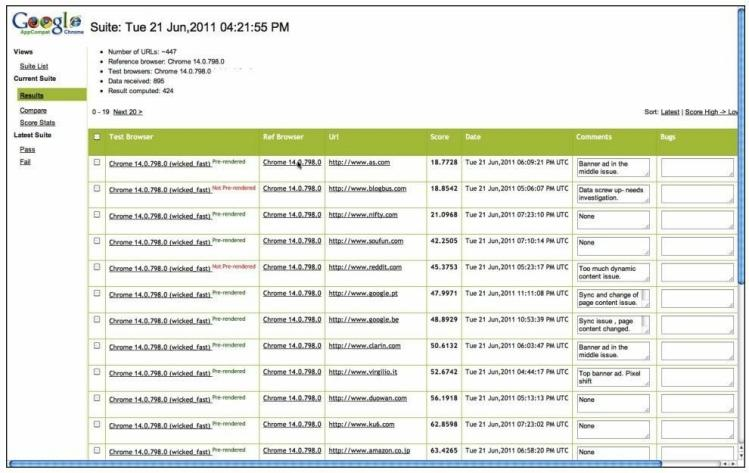 Google
AppCompat Chrome
Suite: Tue 21 Jun,2011 04:21:55 PM
Views
Suite List
Current Suite
Results
Compare
Score Stats
Latest Suite
Pass
Fail
Number of URLs: ~447
Reference browser: Chrome 14.0.798.0
Test browsers: Chrome 14.0.798.0
Data received: 895
Result computed: 424
0 - 19 Next 20 > Sort: Latest | Score High -> Low
Test Browser Ref Browser Url Score Date Comments Bugs
Chrome 14.0.798.0 (wicked_fast) Pre-rendered Chrome 14.0.798.0 http://www.as.com 18.7728 Tue 21 Jun,2011 06:09:21 PM UTC Banner ad in the
middle issue.
Chrome 14.0.798.0 (wicked_fast) Not Pre-rendered Chrome 14.0.798.0 http://www.blogbus.com 18.8542 Tue 21 Jun,2011 05:06:07 PM UTC Data screw up- needs
investigation.
Chrome 14.0.798.0 (wicked_fast) Pre-rendered Chrome 14.0.798.0 http://www.nifty.com 21.0968 Tue 21 Jun,2011 07:23:10 PM UTC None
Chrome 14.0.798.0 (wicked_fast) Pre-rendered Chrome 14.0.798.0 http://www.soufun.com 42.2505 Tue 21 Jun,2011 07:10:14 PM UTC None
Chrome 14.0.798.0 (wicked_fast) Not Pre-rendered Chrome 14.0.798.0 http://www.reddit.com 45.3753 Tue 21 Jun,2011 05:23:17 PM UTC Too much dynamic
content issue.
Chrome 14.0.798.0 (wicked_fast) Pre-rendered Chrome 14.0.798.0 http://www.google.pt 47.9971 Tue 21 Jun,2011 11:11:08 PM UTC Sync and change of
page content issue.
Chrome 14.0.798.0 (wicked_fast) Pre-rendered Chrome 14.0.798.0 http://www.google.be 48.8929 Tue 21 Jun,2011 10:53:39 PM UTC Sync issue , page
content changed.
Chrome 14.0.798.0 (wicked_fast) Pre-rendered Chrome 14.0.798.0 http://www.clarin.com 50.6132 Tue 21 Jun,2011 06:03:47 PM UTC Banner ad in the
middle issue.
Chrome 14.0.798.0 (wicked_fast) Pre-rendered Chrome 14.0.798.0 http://www.virgilio.it 52.6742 Tue 21 Jun,2011 04:44:17 PM UTC Top banner ad. Pixel
shift
Chrome 14.0.798.0 (wicked_fast) Pre-rendered Chrome 14.0.798.0 http://www.duowan.com 56.1918 Tue 21 Jun,2011 05:13:13 PM UTC None
Chrome 14.0.798.0 (wicked_fast) Pre-rendered Chrome 14.0.798.0 http://www.ku6.com 62.8598 Tue 21 Jun,2011 07:23:02 PM UTC None
Chrome 14.0.798.0 (wicked_fast) Pre-rendered Chrome 14.0.798.0 http://www.amazon.co.jp 63.4265 Tue 21 Jun,2011 06:58:20 PM UTC None